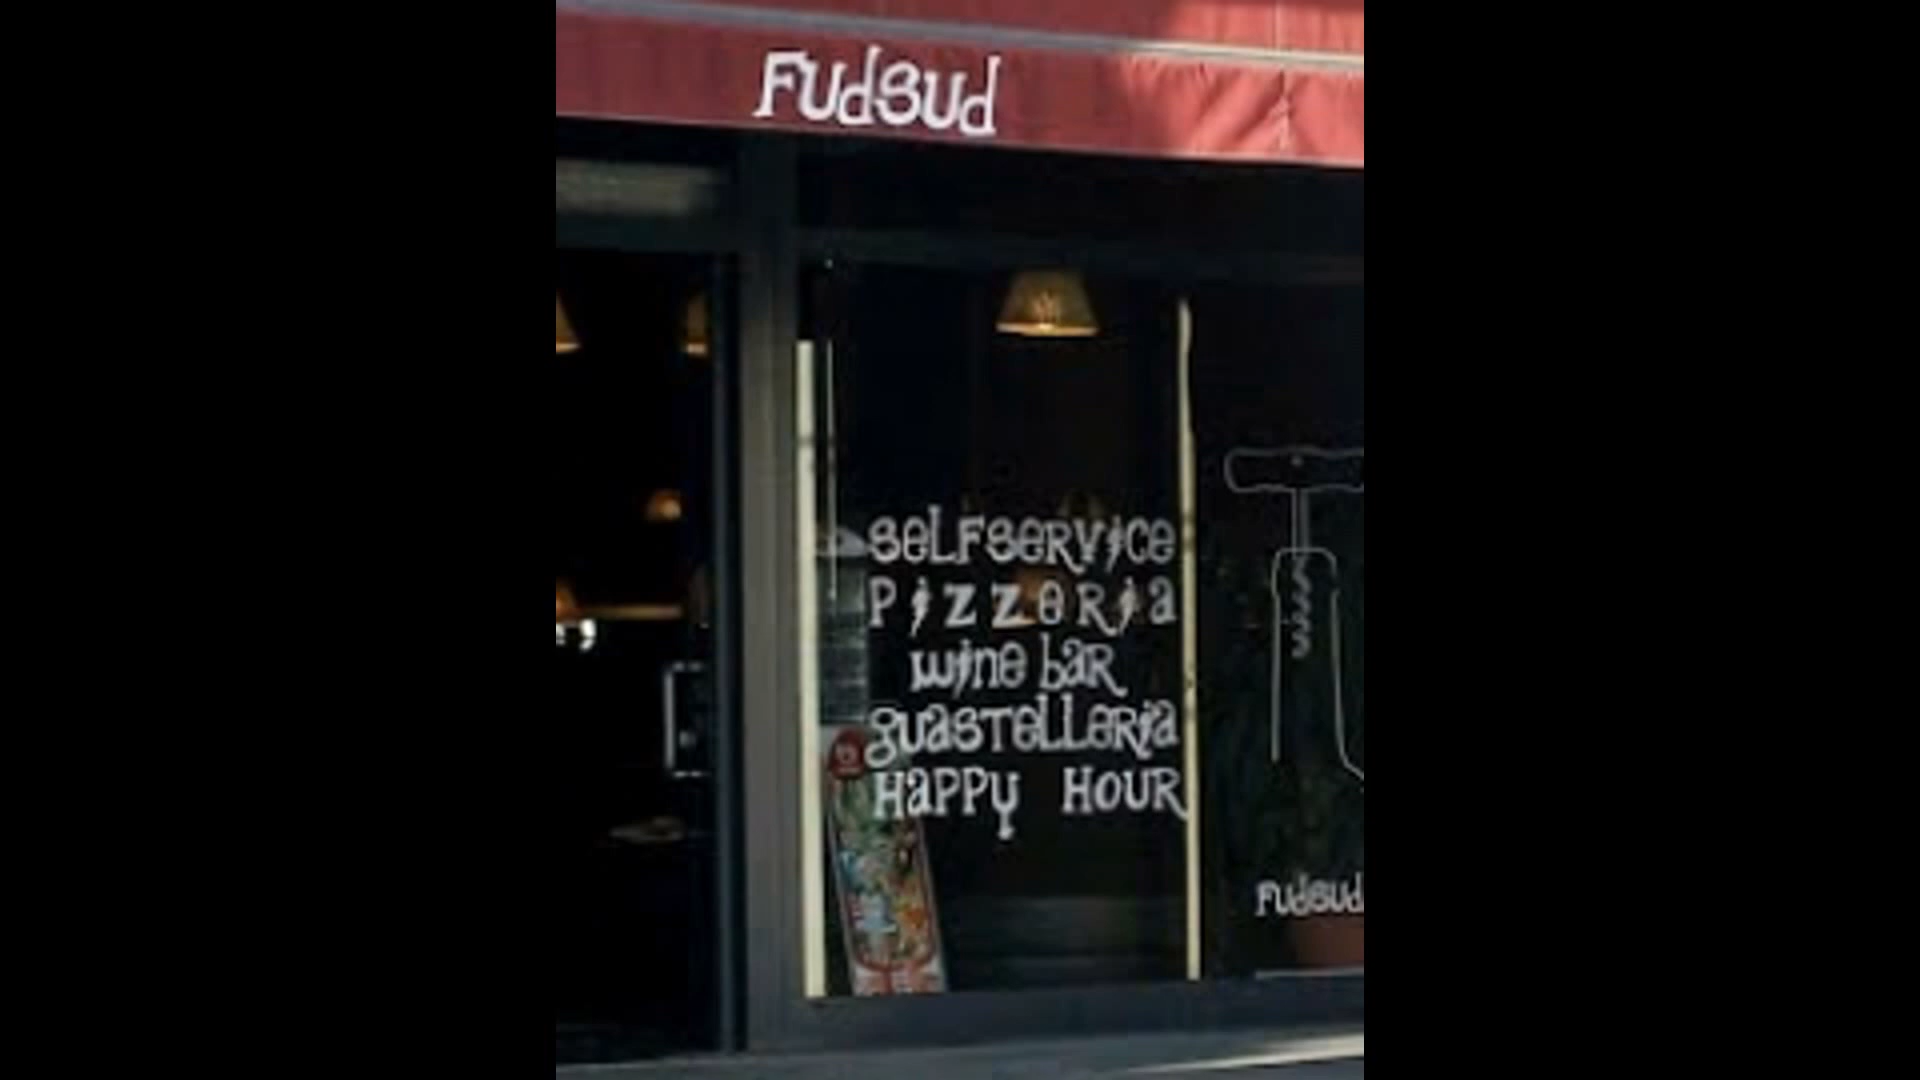 FUdSUd
SeLFSeRViCe
PiZZeRia
wine baR
guaSTeLLeRia
HaPPy HOUR
FUdSUd